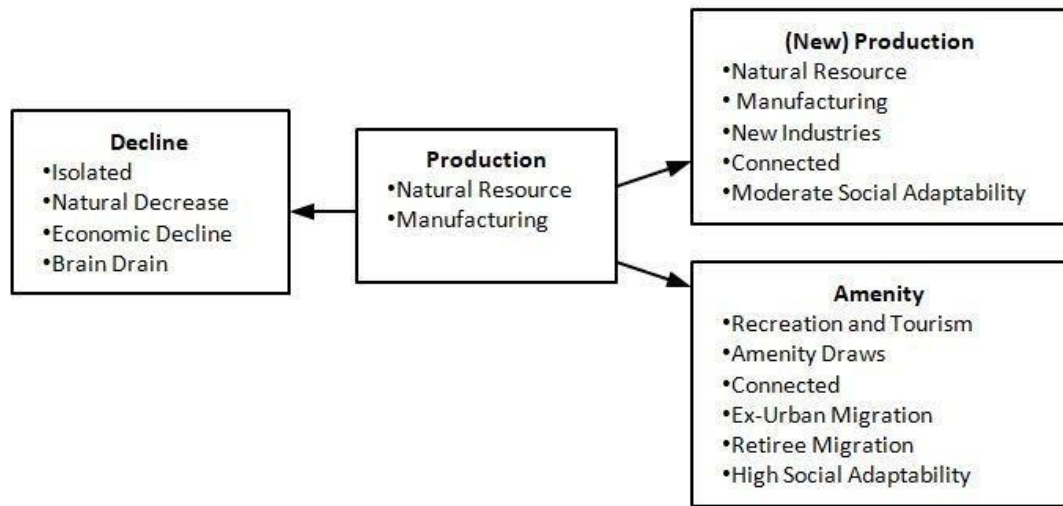 Decline
•Isolated
•Natural Decrease
•Economic Decline
•Brain Drain
Production
•Natural Resource
•Manufacturing
(New) Production
•Natural Resource
• Manufacturing
•New Industries
•Connected
•Moderate Social Adaptability
Amenity
•Recreation and Tourism
•Amenity Draws
•Connected
•Ex-Urban Migration
•Retiree Migration
•High Social Adaptability